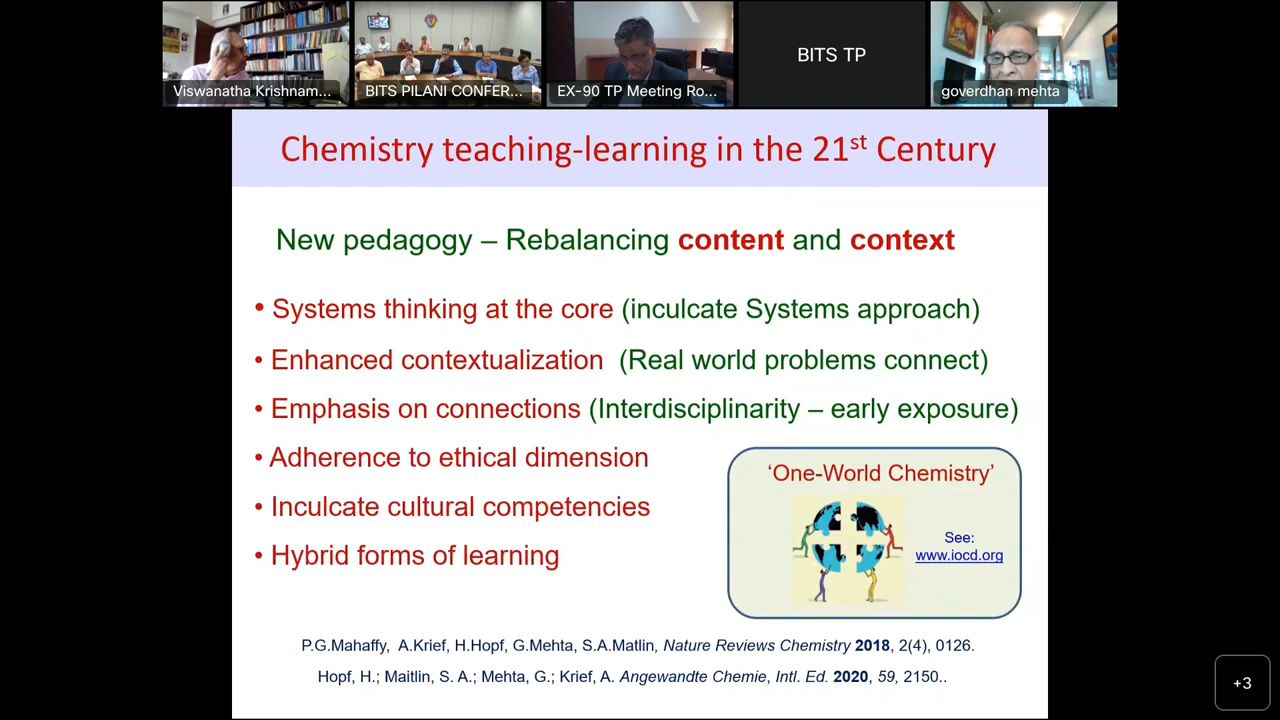 Viswanatha Krishnam...
BITS PILANI CONFER...
EX-90 TP Meeting Ro...
BITS TP
goverdhan mehta
Chemistry teaching-learning in the 21st Century
New pedagogy – Rebalancing content and context
• Systems thinking at the core (inculcate Systems approach)
• Enhanced contextualization (Real world problems connect)
• Emphasis on connections (Interdisciplinarity – early exposure)
• Adherence to ethical dimension
• Inculcate cultural competencies
• Hybrid forms of learning
‘One-World Chemistry’
See:
www.iocd.org
P.G.Mahaffy, A.Krief, H.Hopf, G.Mehta, S.A.Matlin, Nature Reviews Chemistry 2018, 2(4), 0126.
Hopf, H.; Maitlin, S. A.; Mehta, G.; Krief, A. Angewandte Chemie, Intl. Ed. 2020, 59, 2150..
+3